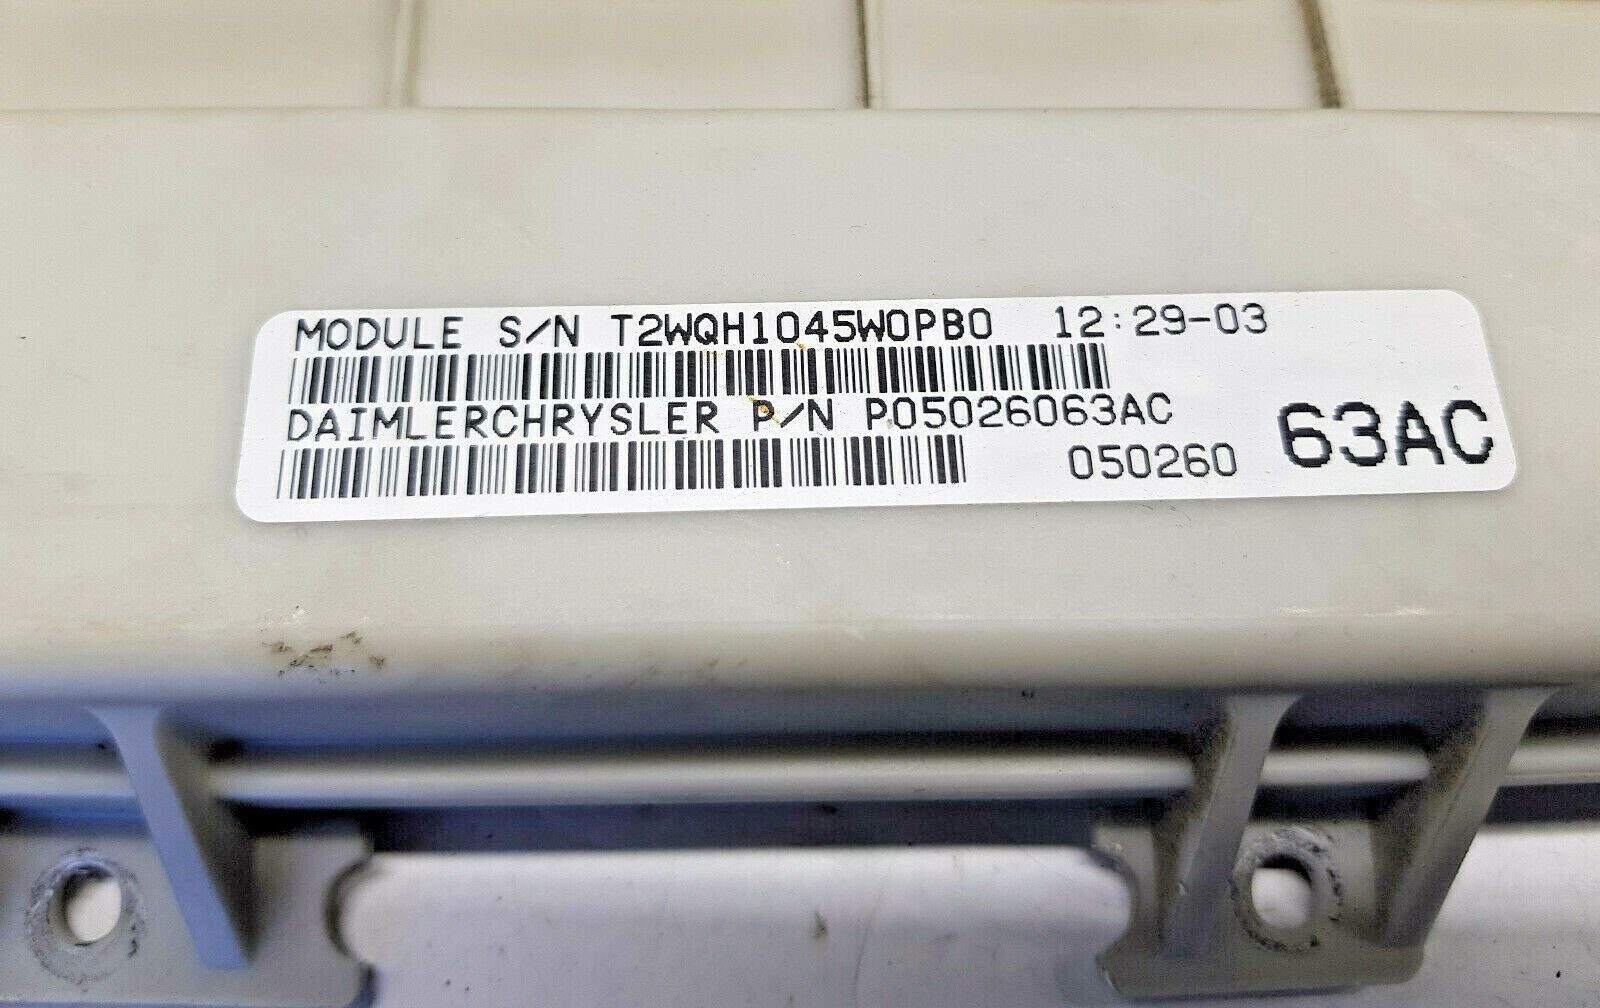 MODULE S/N T2WQH1045W0PB0 12:29-03
DAIMLERCHRYSLER P/N P05026063AC
050260 63AC